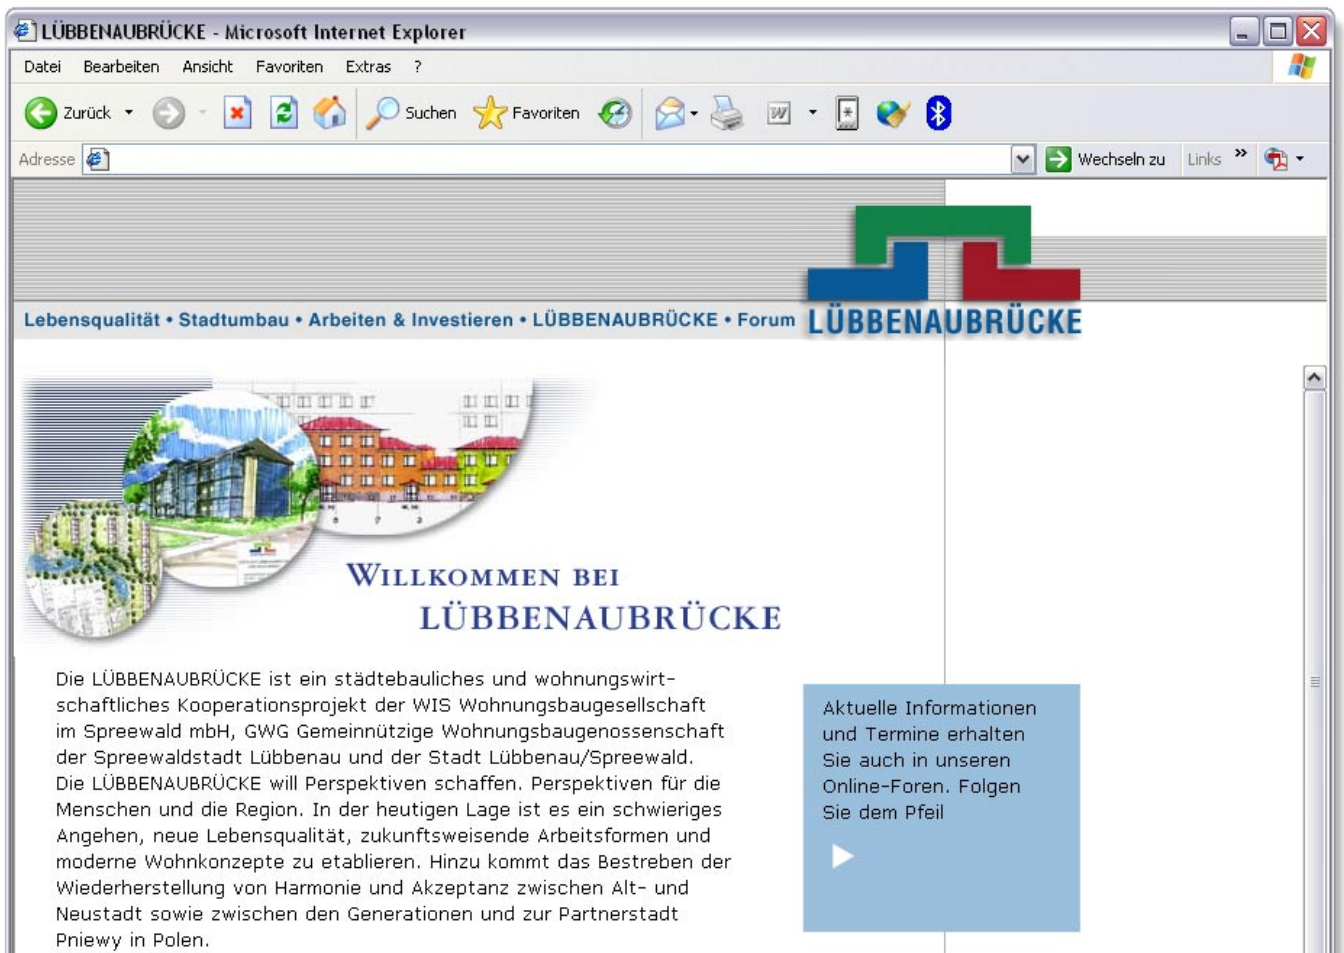 LÜBBENAUBRÜCKE - Microsoft Internet Explorer
Datei Bearbeiten Ansicht Favoriten Extras ?
Zurück Suchen Favoriten
Adresse Wechseln zu Links »
Lebensqualität • Stadtumbau • Arbeiten & Investieren • LÜBBENAUBRÜCKE • Forum
LÜBBENAUBRÜCKE
WILLKOMMEN BEI
LÜBBENAUBRÜCKE
Die LÜBBENAUBRÜCKE ist ein städtebauliches und wohnungswirt-
schaftliches Kooperationsprojekt der WIS Wohnungsbaugesellschaft
im Spreewald mbH, GWG Gemeinnützige Wohnungsbaugenossenschaft
der Spreewaldstadt Lübbenau und der Stadt Lübbenau/Spreewald.
Die LÜBBENAUBRÜCKE will Perspektiven schaffen. Perspektiven für die
Menschen und die Region. In der heutigen Lage ist es ein schwieriges
Angehen, neue Lebensqualität, zukunftsweisende Arbeitsformen und
moderne Wohnkonzepte zu etablieren. Hinzu kommt das Bestreben der
Wiederherstellung von Harmonie und Akzeptanz zwischen Alt- und
Neustadt sowie zwischen den Generationen und zur Partnerstadt
Pniewy in Polen.
Aktuelle Informationen
und Termine erhalten
Sie auch in unseren
Online-Foren. Folgen
Sie dem Pfeil